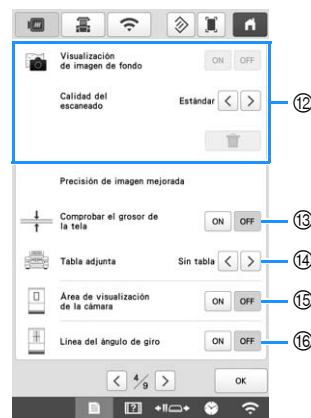 Visualización
de imagen de fondo
ON OFF
Calidad del
escaneado
Estándar < >
⑫
Precisión de imagen mejorada
Comprobar el grosor de
la tela
ON OFF
⑬
Tabla adjunta
Sin tabla < >
⑭
Área de visualización
de la cámara
ON OFF
⑮
Línea del ángulo de giro
ON OFF
⑯
< 4/9 >
OK